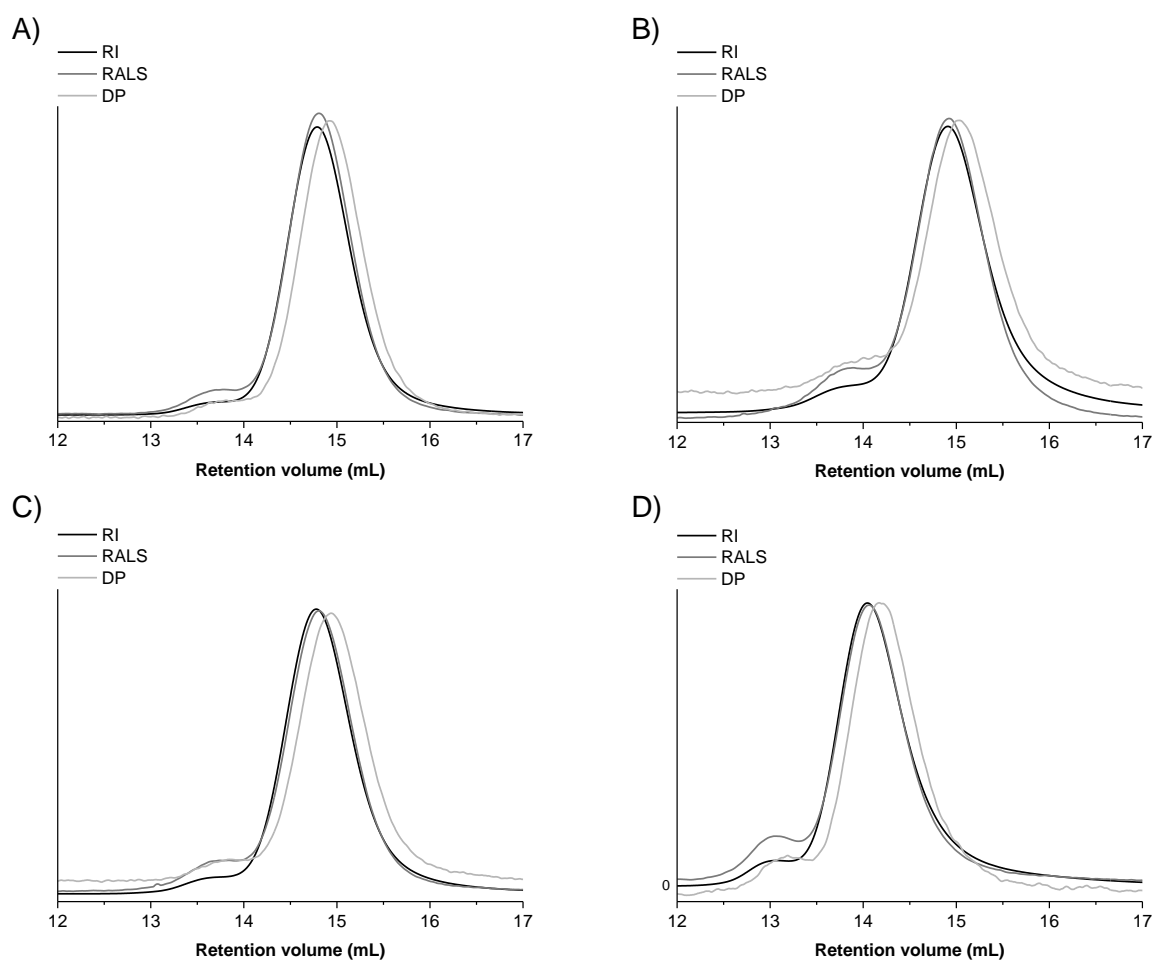 A)
RI
RALS
DP
12 13 14 15 16 17
Retention volume (mL)
B)
RI
RALS
DP
12 13 14 15 16 17
Retention volume (mL)
C)
RI
RALS
DP
12 13 14 15 16 17
Retention volume (mL)
D)
RI
RALS
DP
0
12 13 14 15 16 17
Retention volume (mL)